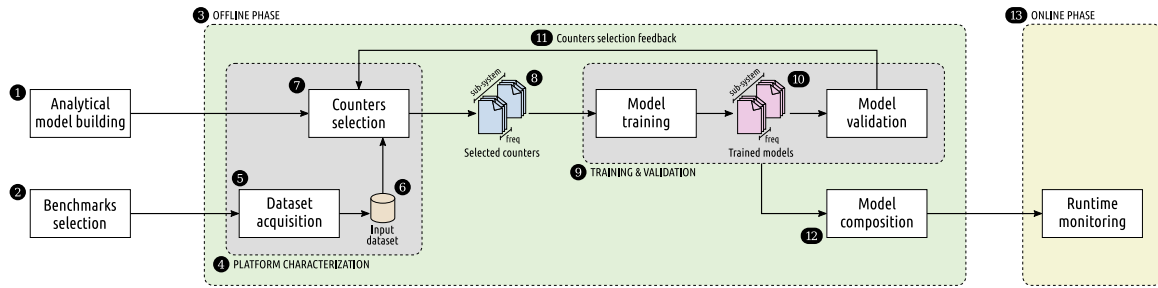 3 OFFLINE PHASE
13 ONLINE PHASE
11 Counters selection feedback
1
Analytical
model building
7
Counters
selection
sub-system
8
freq
Selected counters
Model
training
sub-system
10
freq
Trained models
Model
validation
9 TRAINING & VALIDATION
2
Benchmarks
selection
5
Dataset
acquisition
6
Input
dataset
4 PLATFORM CHARACTERIZATION
Model
composition
12
Runtime
monitoring